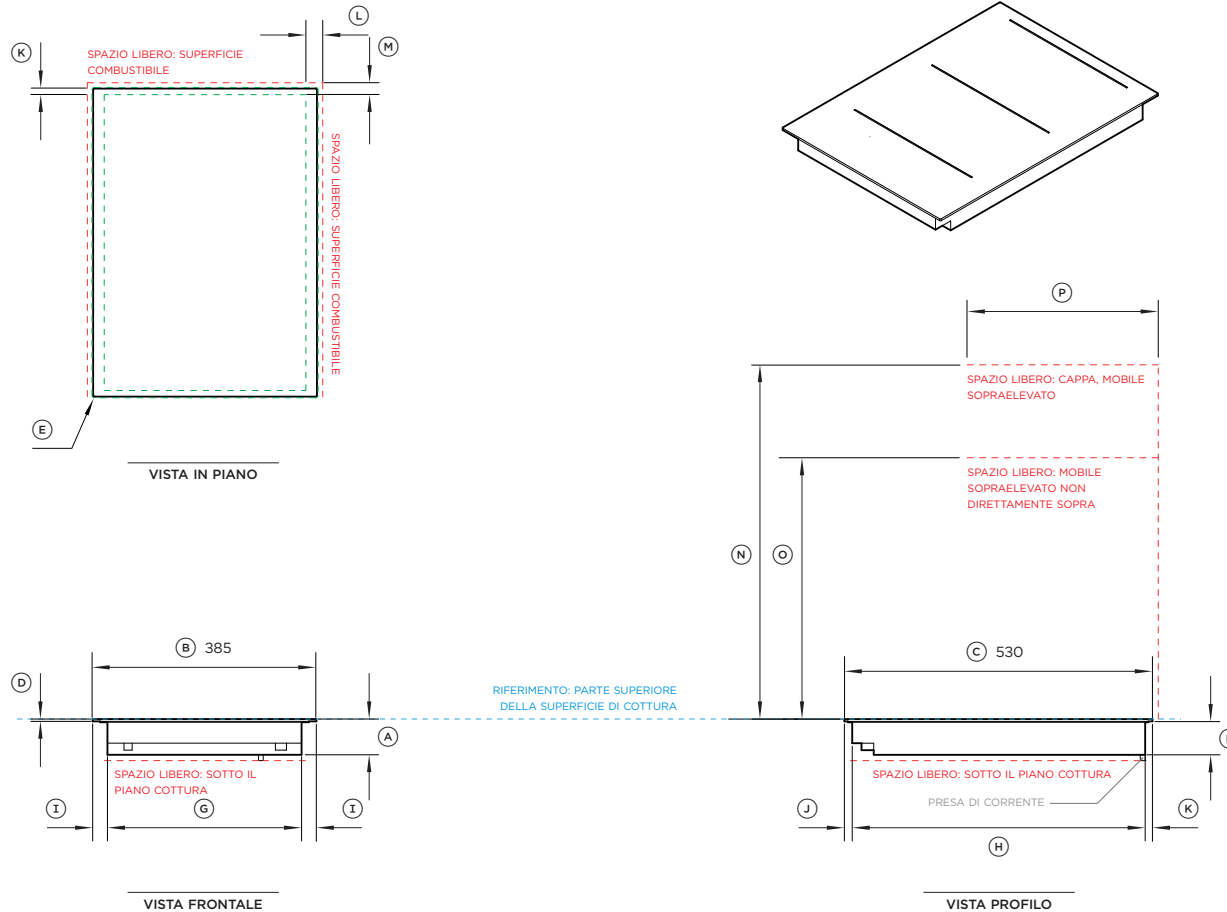 L
K
M
SPAZIO LIBERO: SUPERFICIE
COMBUSTIBILE
SPAZIO LIBERO: SUPERFICIE COMBUSTIBILE
E
VISTA IN PIANO
P
SPAZIO LIBERO: CAPPA, MOBILE
SOPRAELEVATO
SPAZIO LIBERO: MOBILE
SOPRAELEVATO NON
DIRETTAMENTE SOPRA
N
O
B 385
C 530
D
RIFERIMENTO: PARTE SUPERIORE
DELLA SUPERFICIE DI COTTURA
A
SPAZIO LIBERO: SOTTO IL
PIANO COTTURA
SPAZIO LIBERO: SOTTO IL PIANO COTTURA
PRESA DI CORRENTE
I
G
I
J
K
H
VISTA FRONTALE
VISTA PROFILO